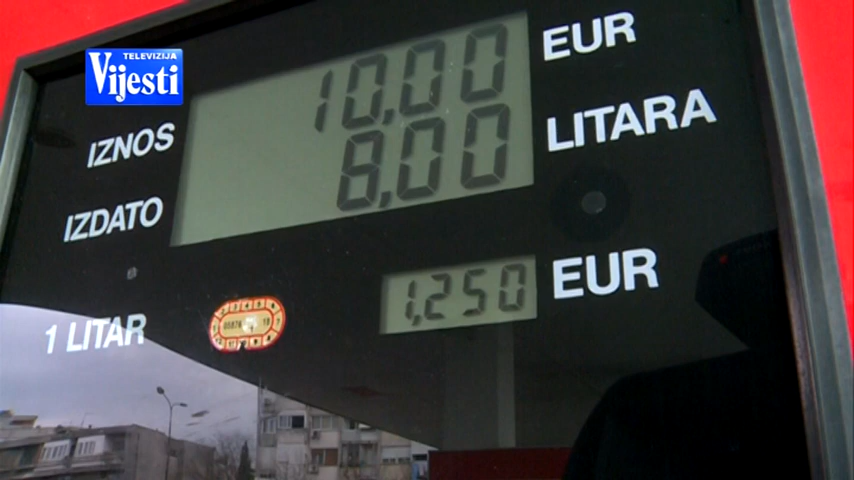 TELEVIZIJA
Vijesti
IZNOS 10,00 EUR
IZDATO 8,00 LITARA
1 LITAR 1,250 EUR